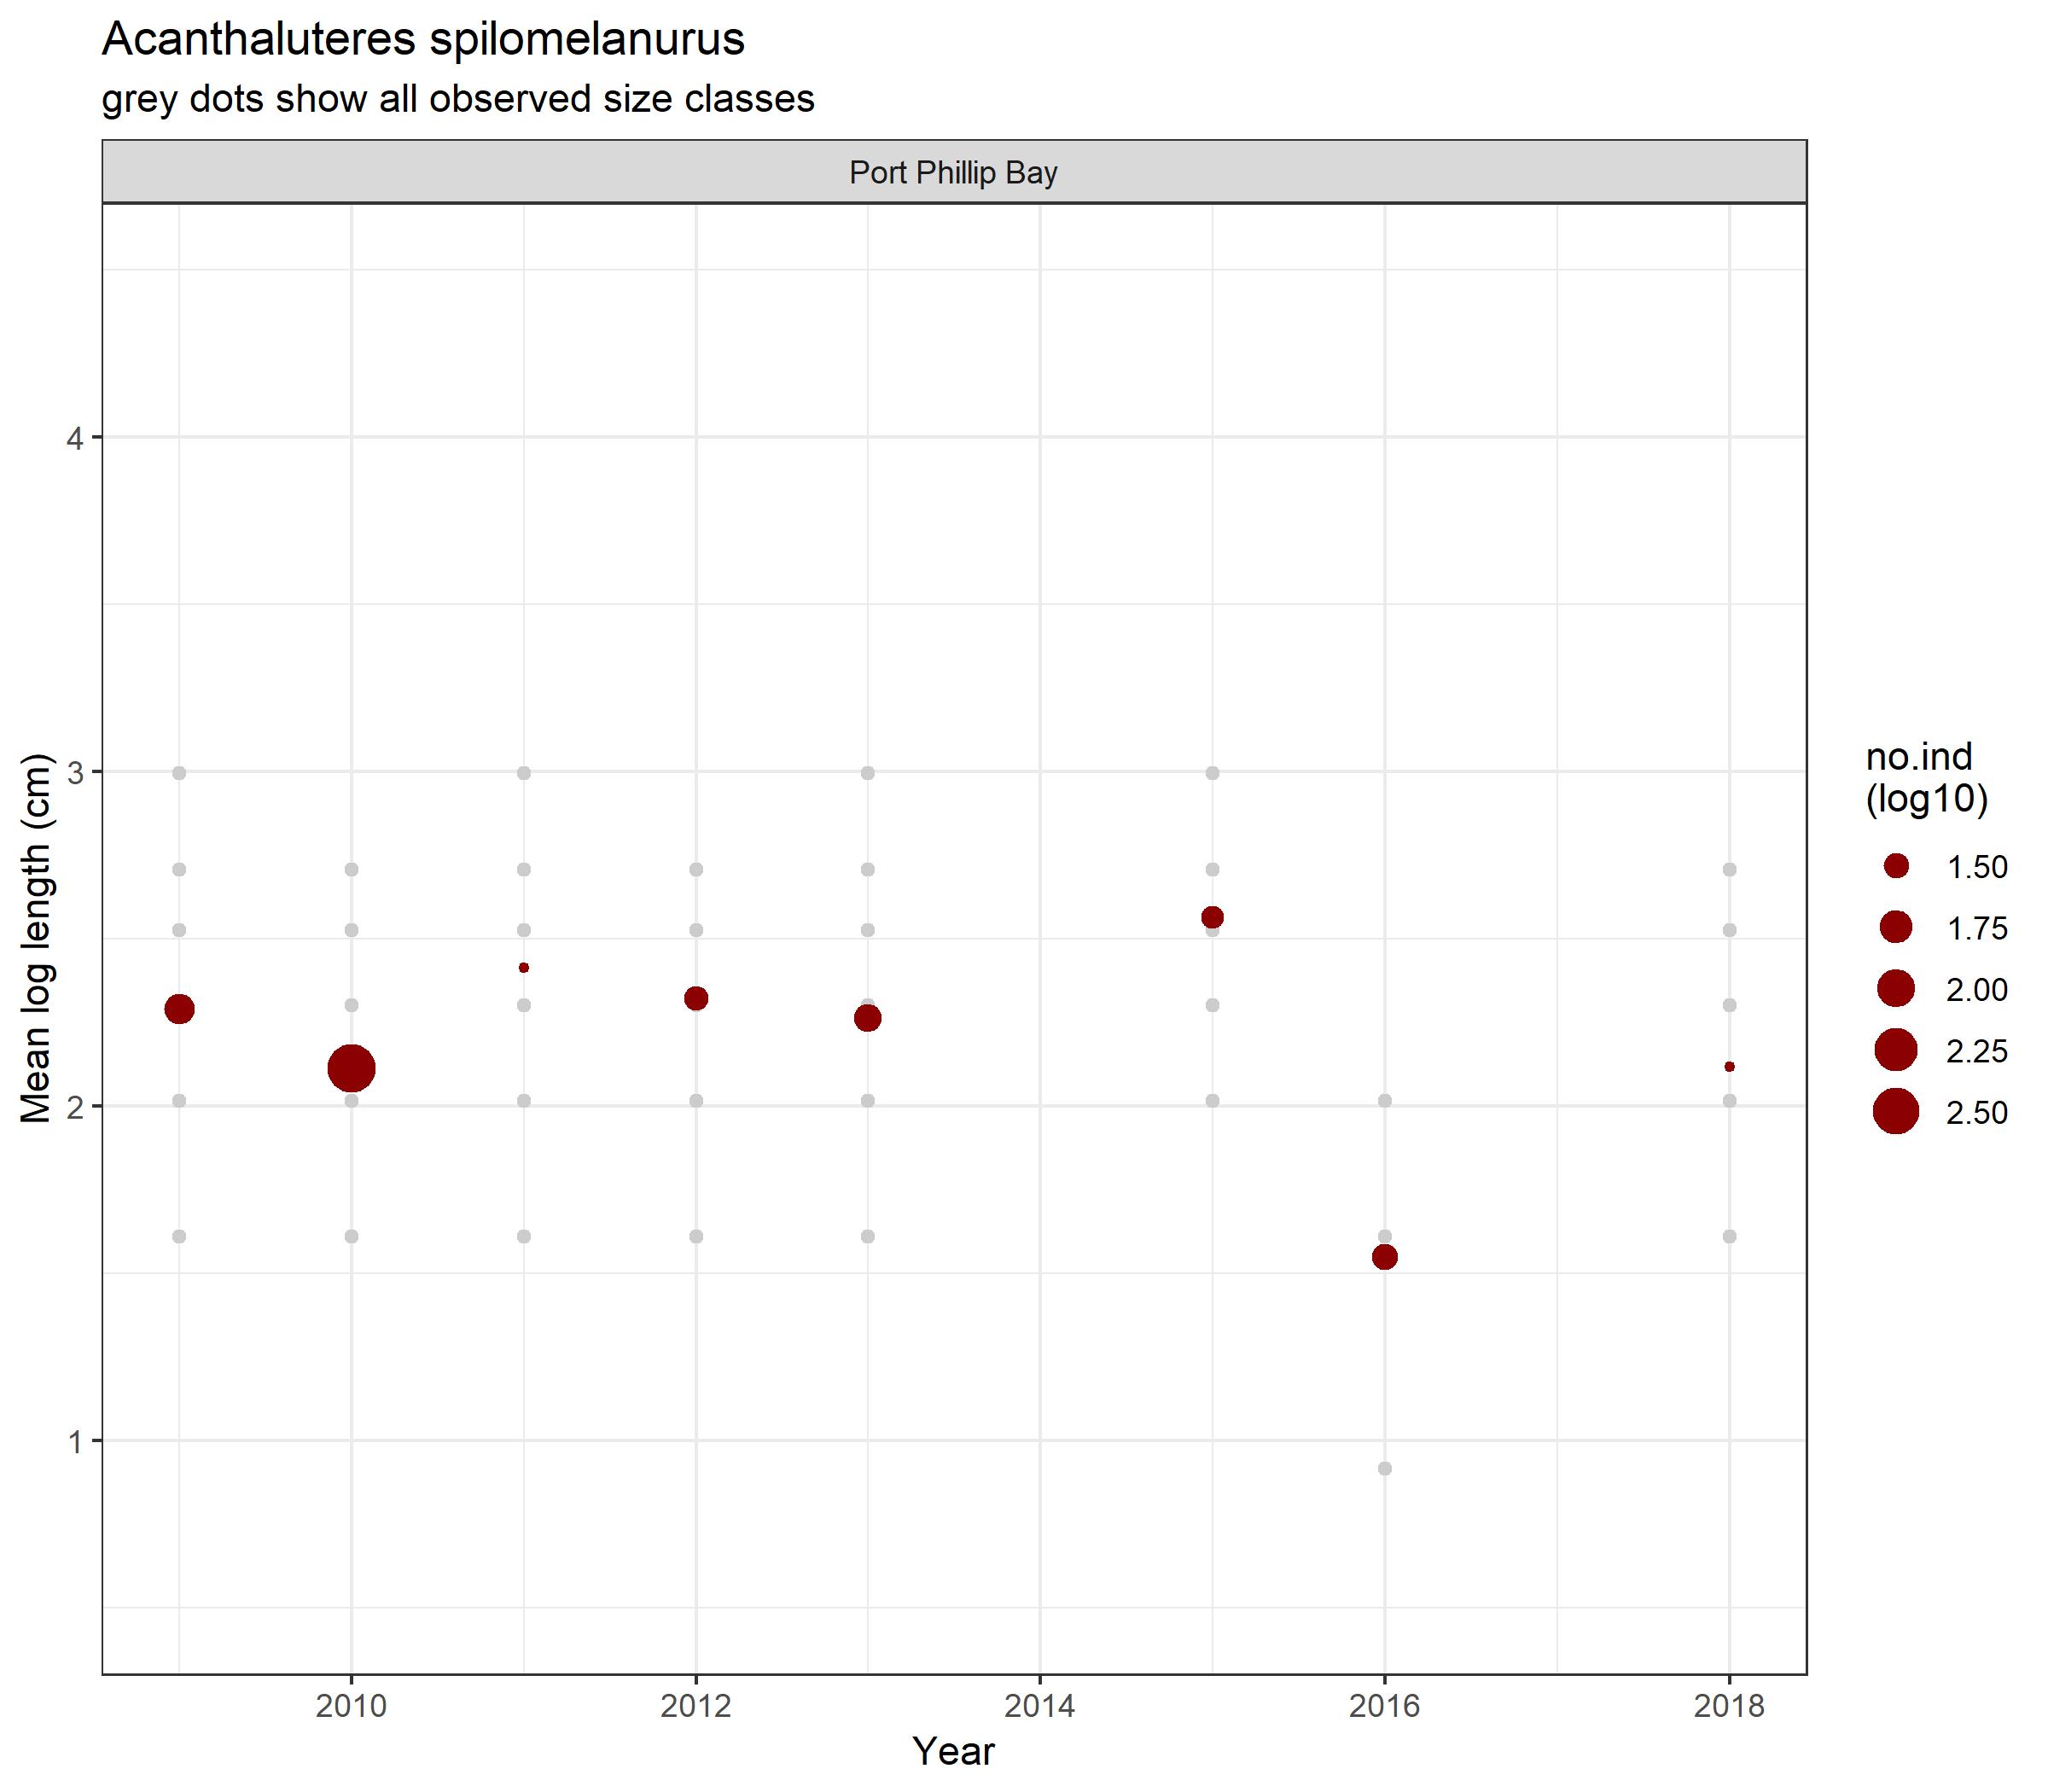 Acanthaluteres spilomelanurus
grey dots show all observed size classes
Port Phillip Bay
Mean log length (cm)
4
3
2
1
2010 2012 2014 2016 2018
Year
no.ind
(log10)
1.50
1.75
2.00
2.25
2.50